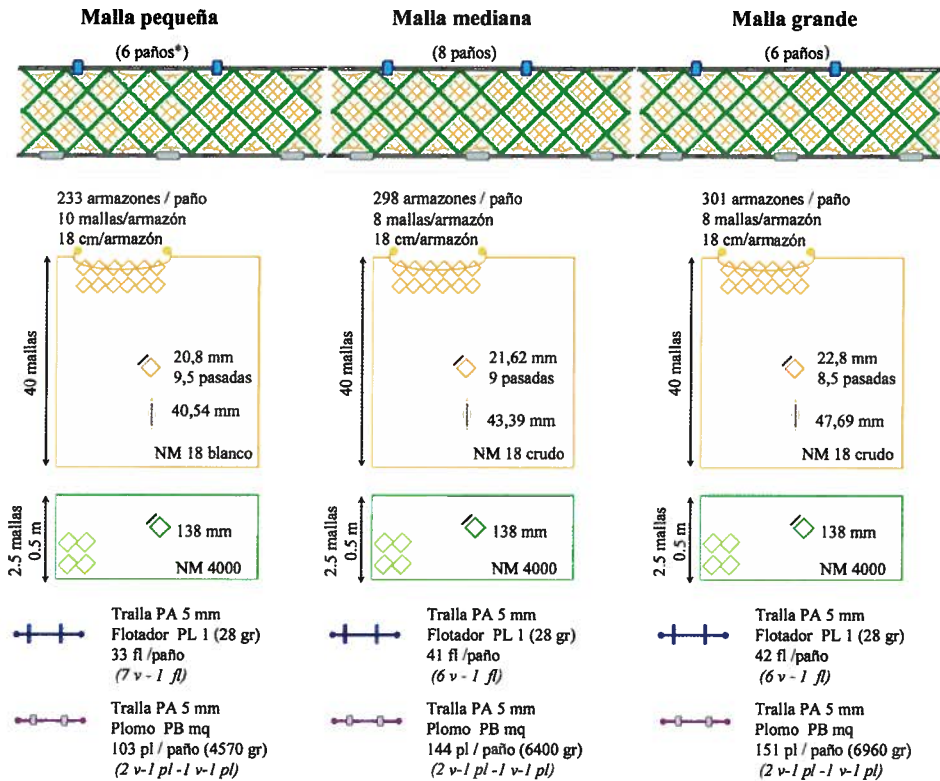 Malla pequeña
(6 paños*)
Malla mediana
(8 paños)
Malla grande
(6 paños)
233 armazones / paño
10 mallas/armazón
18 cm/armazón
298 armazones / paño
8 mallas/armazón
18 cm/armazón
301 armazones / paño
8 mallas/armazón
18 cm/armazón
40 mallas
20,8 mm
9,5 pasadas
40,54 mm
NM 18 blanco
40 mallas
21,62 mm
9 pasadas
43,39 mm
NM 18 crudo
40 mallas
22,8 mm
8,5 pasadas
47,69 mm
NM 18 crudo
2.5 mallas
0.5 m
138 mm
NM 4000
2.5 mallas
0.5 m
138 mm
NM 4000
2.5 mallas
0.5 m
138 mm
NM 4000
Tralla PA 5 mm
Flotador PL 1 (28 gr)
33 fl /paño
(7 v - 1 fl)
Tralla PA 5 mm
Flotador PL 1 (28 gr)
41 fl /paño
(6 v - 1 fl)
Tralla PA 5 mm
Flotador PL 1 (28 gr)
42 fl /paño
(6 v - 1 fl)
Tralla PA 5 mm
Plomo PB mq
103 pl / paño (4570 gr)
(2 v-1 pl -1 v-1 pl)
Tralla PA 5 mm
Plomo PB mq
144 pl / paño (6400 gr)
(2 v-1 pl -1 v-1 pl)
Tralla PA 5 mm
Plomo PB mq
151 pl / paño (6960 gr)
(2 v-1 pl -1 v-1 pl)